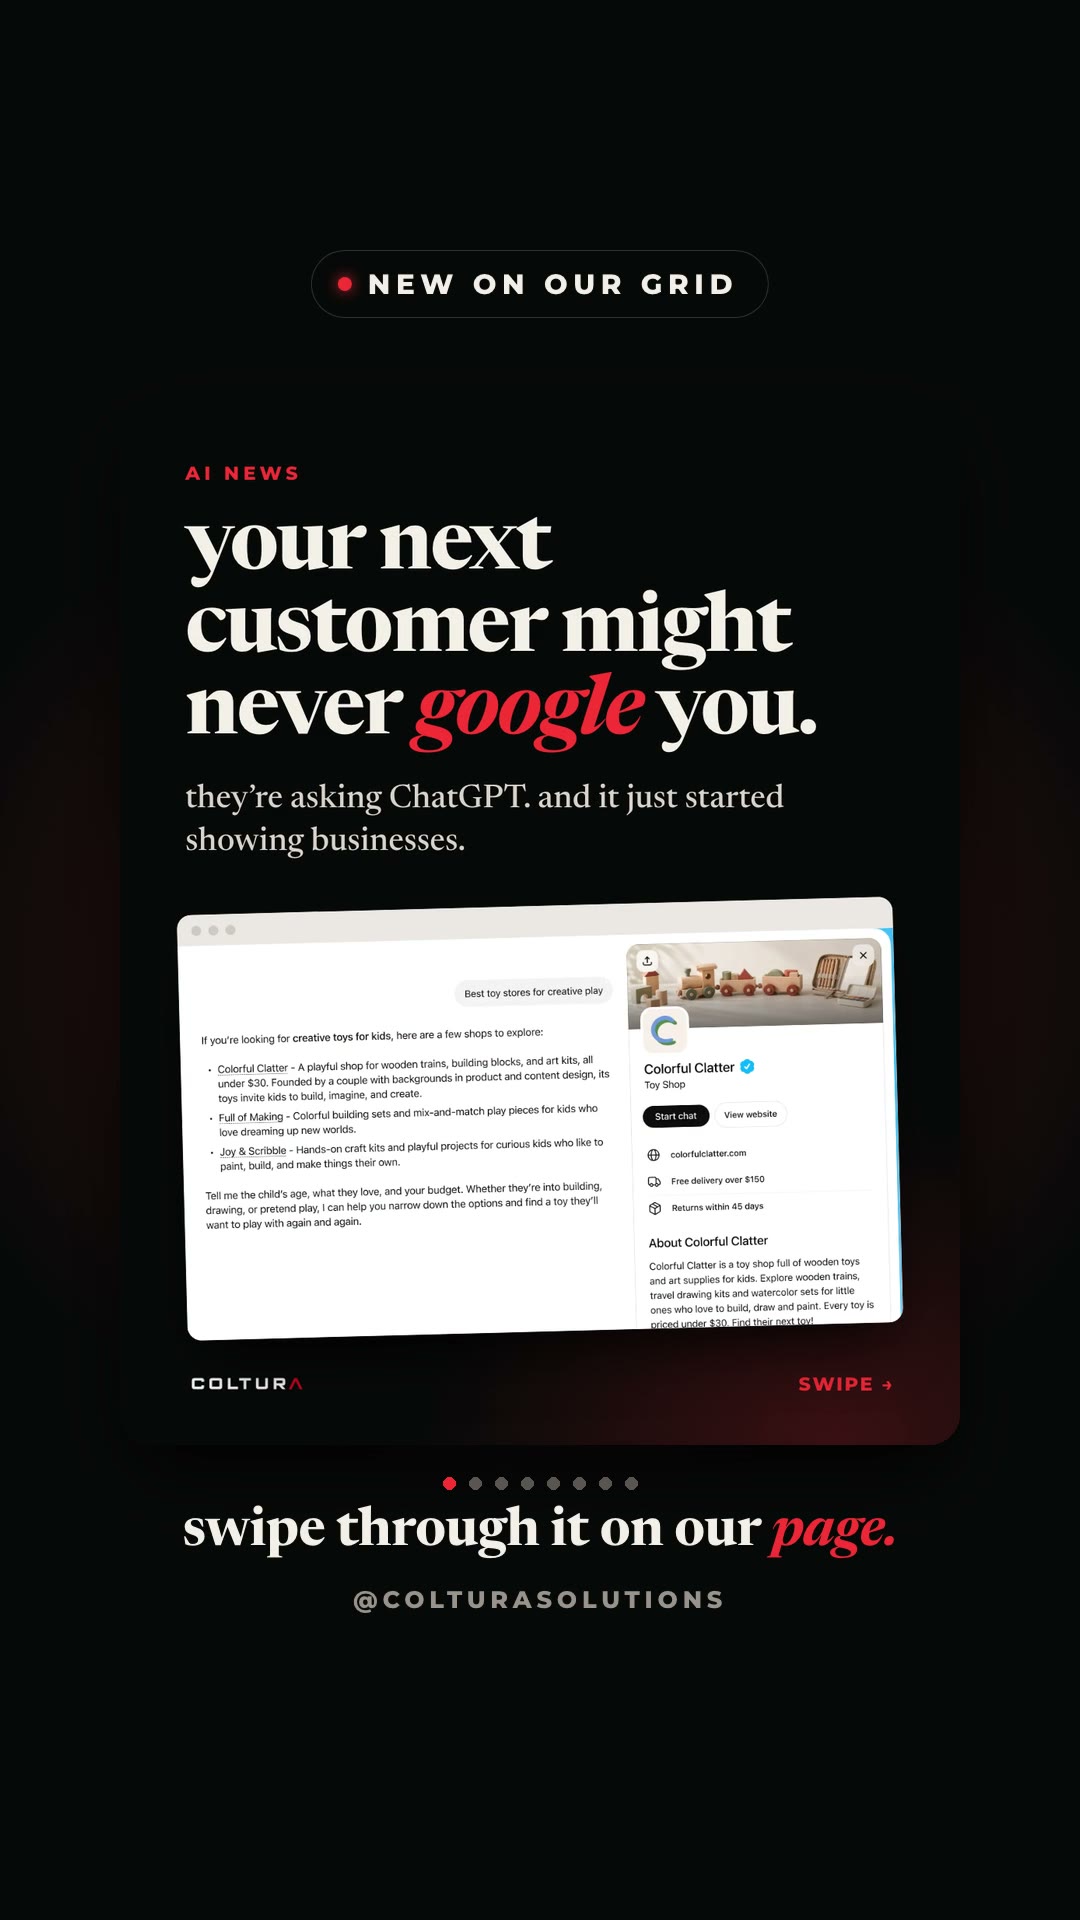 NEW ON OUR GRID
AI NEWS
your next
customer might
never google you.
they’re asking ChatGPT. and it just started
showing businesses.
Best toy stores for creative play
If you’re looking for creative toys for kids, here are a few shops to explore:
• Colorful Clatter - A playful shop for wooden trains, building blocks, and art kits, all
under $30. Founded by a couple with backgrounds in product and content design, its
toys invite kids to build, imagine, and create.
• Full of Making - Colorful building sets and mix-and-match play pieces for kids who
love dreaming up new worlds.
• Joy & Scribble - Hands-on craft kits and playful projects for curious kids who like to
paint, build, and make things their own.
Tell me the child’s age, what they love, and your budget. Whether they’re into building,
drawing, or pretend play, I can help you narrow down the options and find a toy they’ll
want to play with again and again.
Colorful Clatter
Toy Shop
Start chat
View website
colorfulclatter.com
Free delivery over $150
Returns within 45 days
About Colorful Clatter
Colorful Clatter is a toy shop full of wooden toys
and art supplies for kids. Explore wooden trains,
travel drawing kits and watercolor sets for little
ones who love to build, draw and paint. Every toy is
priced under $30. Find their next toy!
COLTURA
SWIPE →
swipe through it on our page.
@COLTURASOLUTIONS